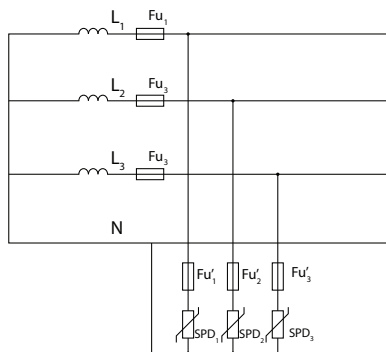 L₁ Fu₁
L₂ Fu₃
L₃ Fu₃
N
Fu'₁ Fu'₂ Fu'₃
SPD₁ SPD₂ SPD₃